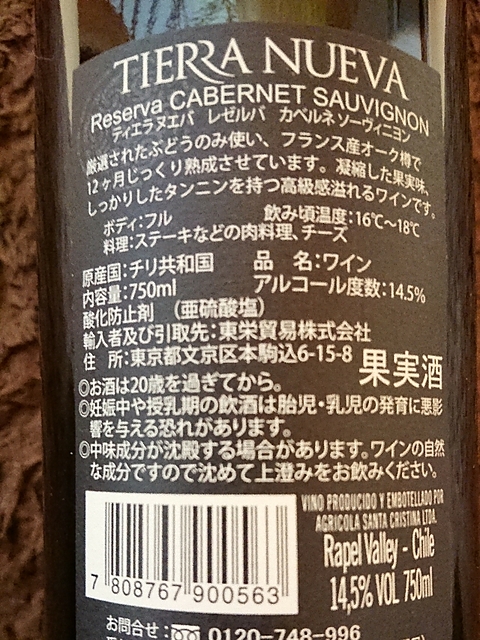 TIERRA NUEVA
Reserva CABERNET SAUVIGNON
ティエラヌエバ レゼルバ カベルネソーヴィニヨン
厳選されたぶどうのみ使い、フランス産オーク樽で
12ヶ月じっくり熟成させています。凝縮した果実味、
しっかりしたタンニンを持つ高級感溢れるワインです。
ボディ:フル 飲み頃温度:16℃~18℃
料理:ステーキなどの肉料理、チーズ
原産国:チリ共和国 品 名:ワイン
内容量:750ml アルコール度数:14.5%
酸化防止剤 (亜硫酸塩)
輸入者及び引取先:東栄貿易株式会社
住 所:東京都文京区本駒込6-15-8
果実酒
◎お酒は20歳を過ぎてから。
◎妊娠中や授乳期の飲酒は胎児・乳児の発育に悪影
響を与える恐れがあります。
◎中味成分が沈殿する場合があります。ワインの自然
な成分ですので沈めて上澄みをお飲みください。
VINO PRODUCIDO Y EMBOTELLADO POR
AGRICOLA SANTA CRISTINA LTDA.
Rapel Valley - Chile
14,5% VOL 750ml
7 808767 900563
お問合せ: 0120-748-996